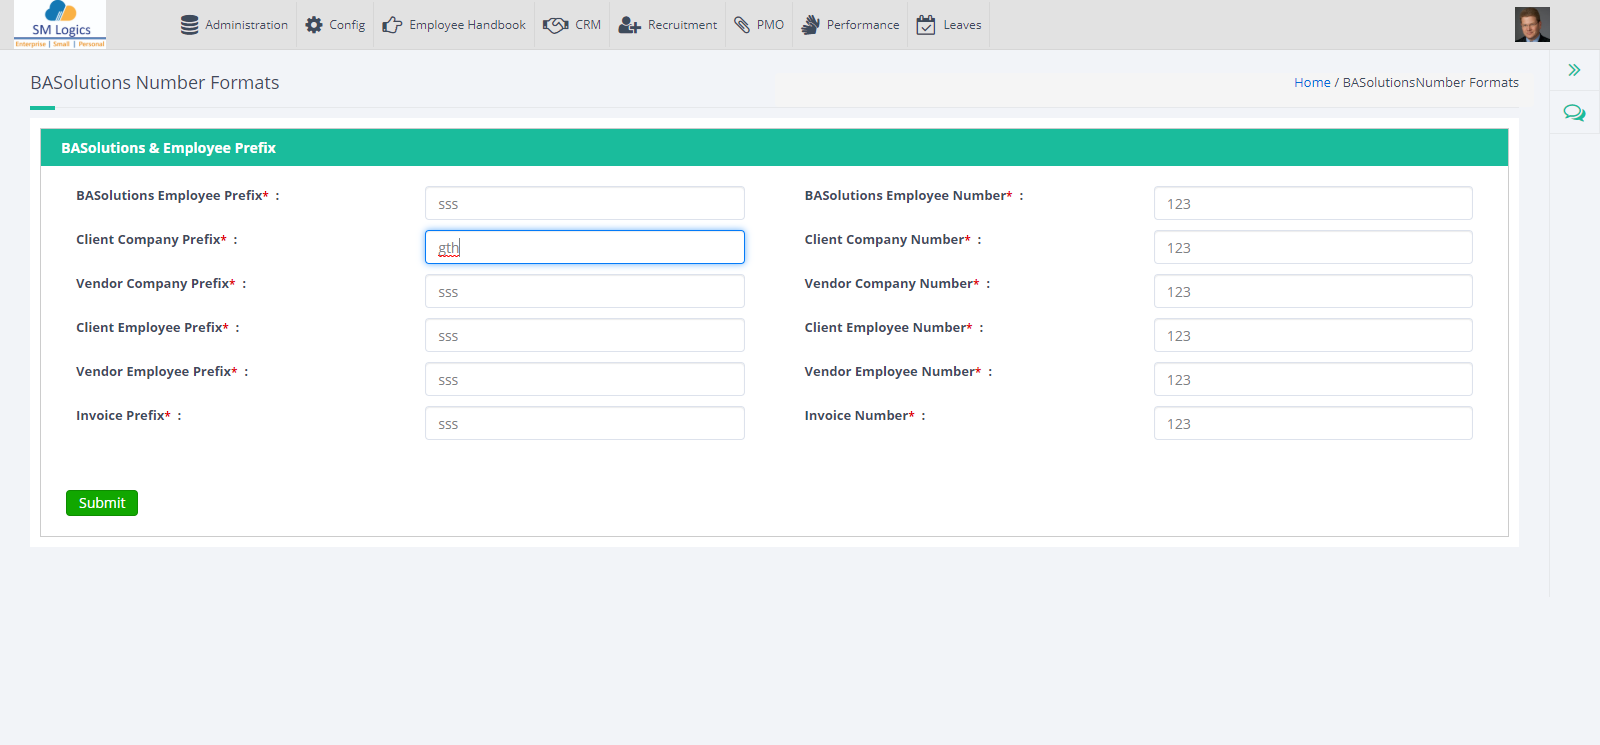 SM Logics
Enterprise | Small | Personal
Administration Config Employee Handbook CRM Recruitment PMO Performance Leaves
BASolutions Number Formats
Home / BASolutionsNumber Formats
BASolutions & Employee Prefix
BASolutions Employee Prefix* : sss BASolutions Employee Number* : 123
Client Company Prefix* : gth Client Company Number* : 123
Vendor Company Prefix* : sss Vendor Company Number* : 123
Client Employee Prefix* : sss Client Employee Number* : 123
Vendor Employee Prefix* : sss Vendor Employee Number* : 123
Invoice Prefix* : sss Invoice Number* : 123
Submit